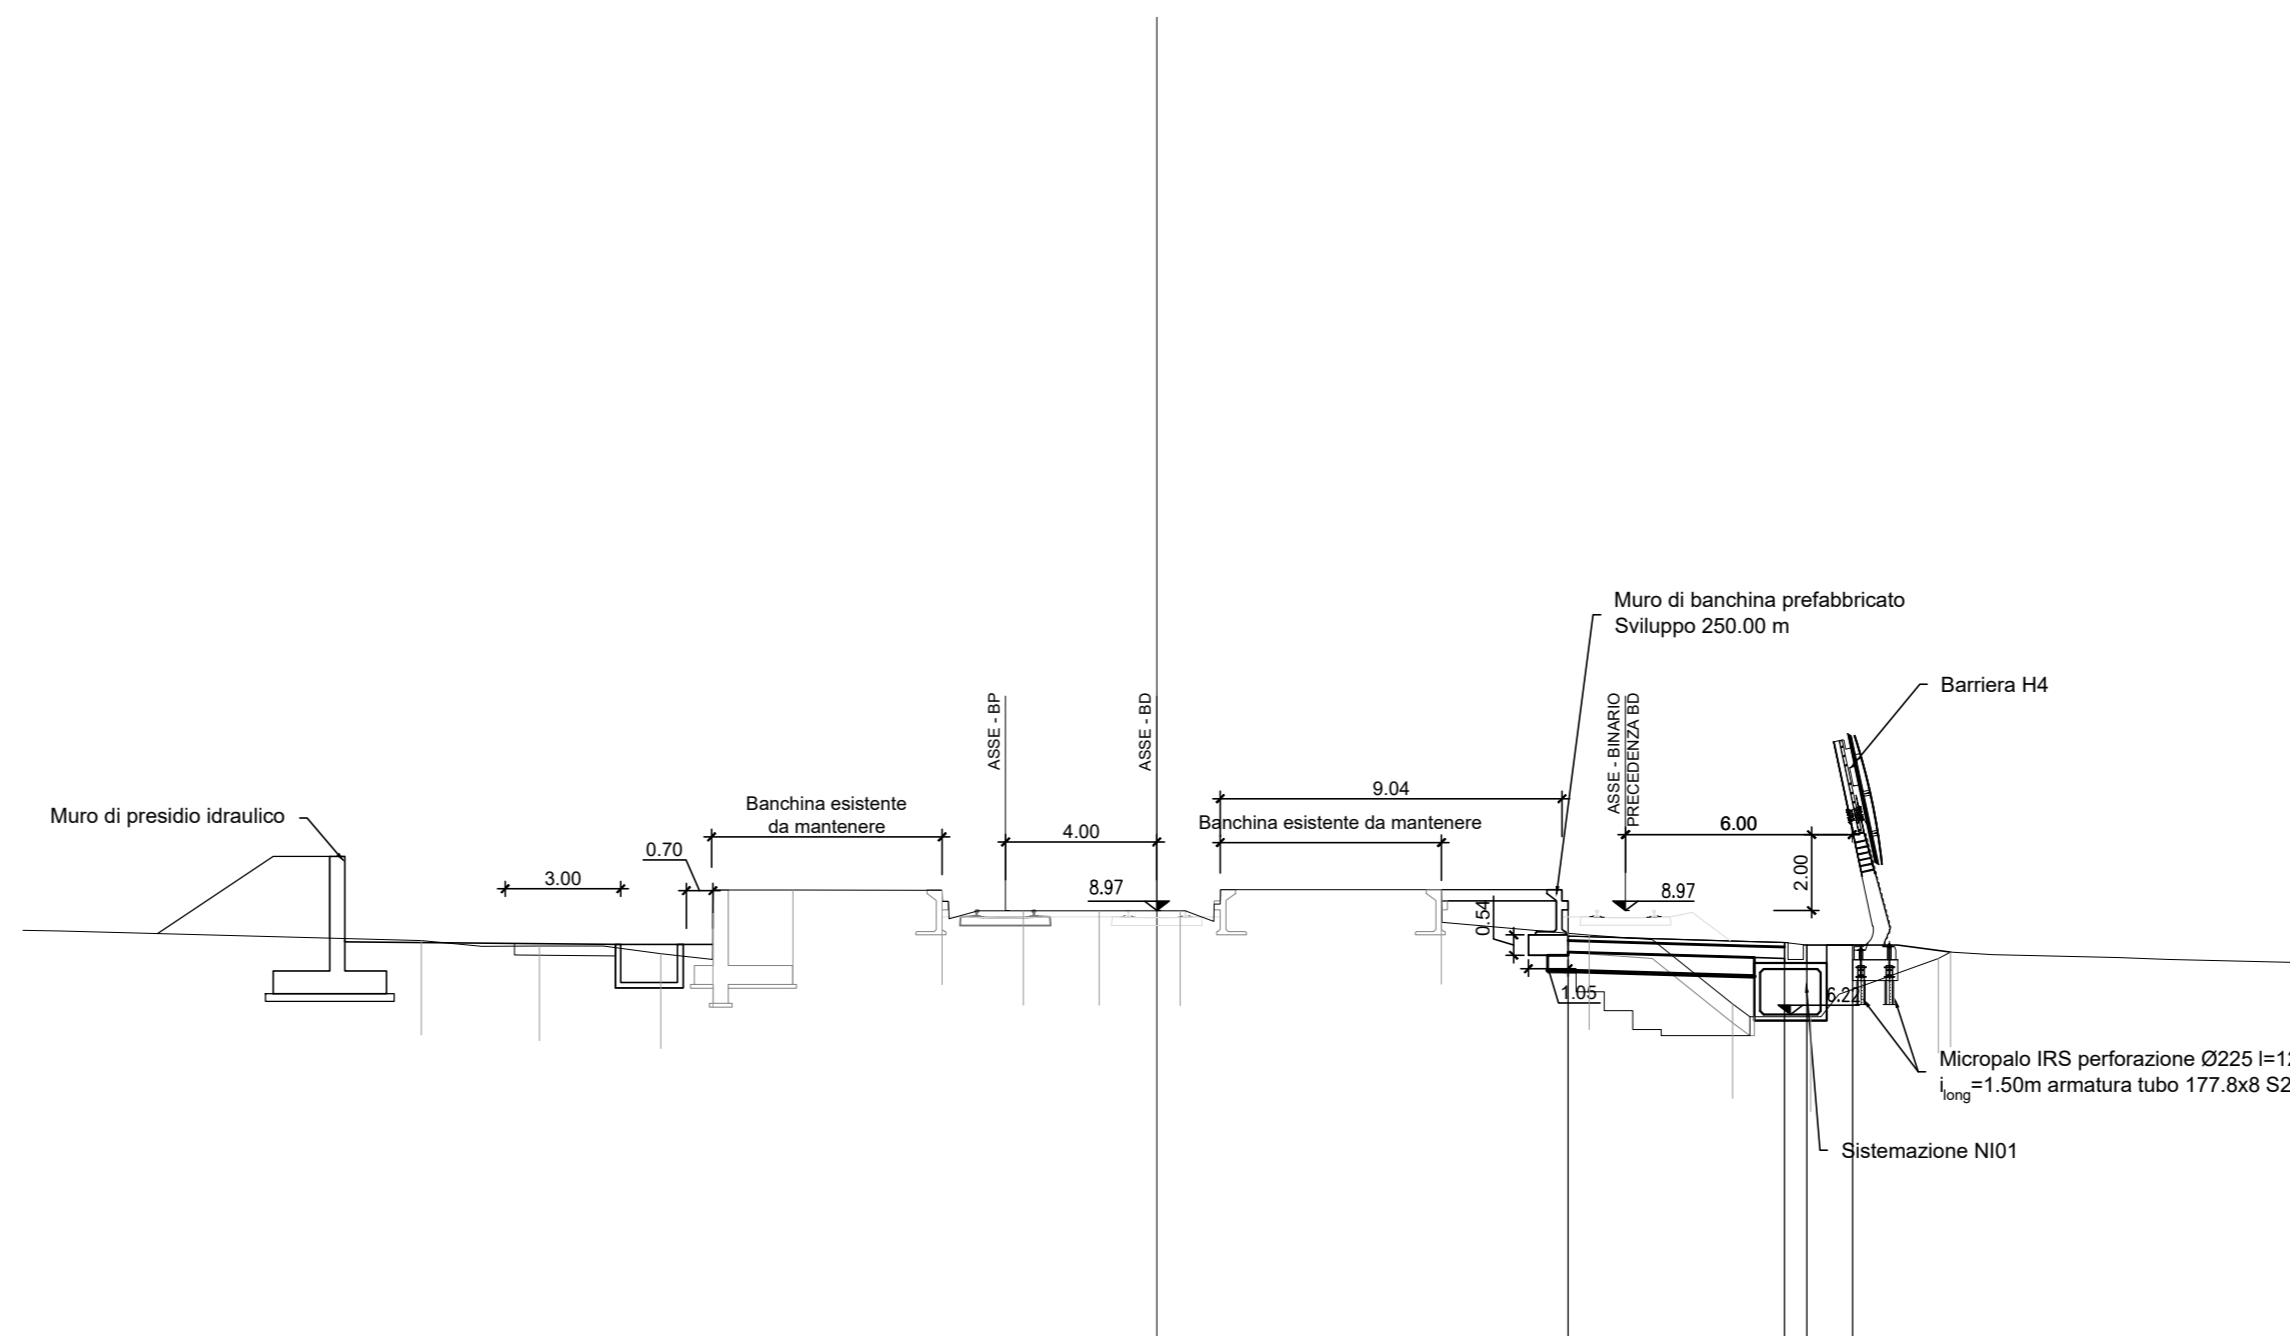 Muro di banchina prefabbricato
Sviluppo 250.00 m
Barriera H4
ASSE - BP
ASSE - BD
ASSE - BINARIO
PRECEDENZA BD
Muro di presidio idraulico
Banchina esistente
da mantenere
9.04
Banchina esistente da mantenere
4.00
6.00
0.70
3.00
8.97
8.97
2.00
0.54
1.05
6.22
Micropalo IRS perforazione Ø225 l=12
i long=1.50m armatura tubo 177.8x8 S2
Sistemazione NI01